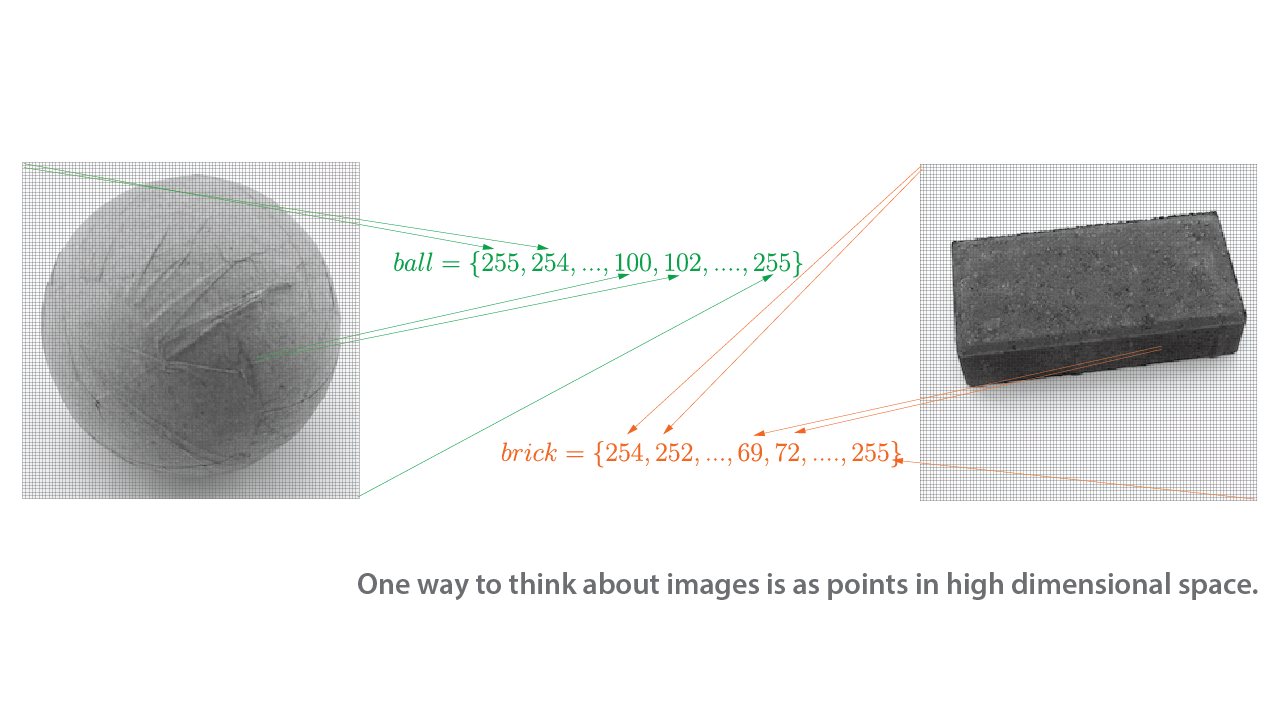 ball = {255, 254, ..., 100, 102, ...., 255}
brick = {254, 252, ..., 69, 72, ...., 255}
One way to think about images is as points in high dimensional space.